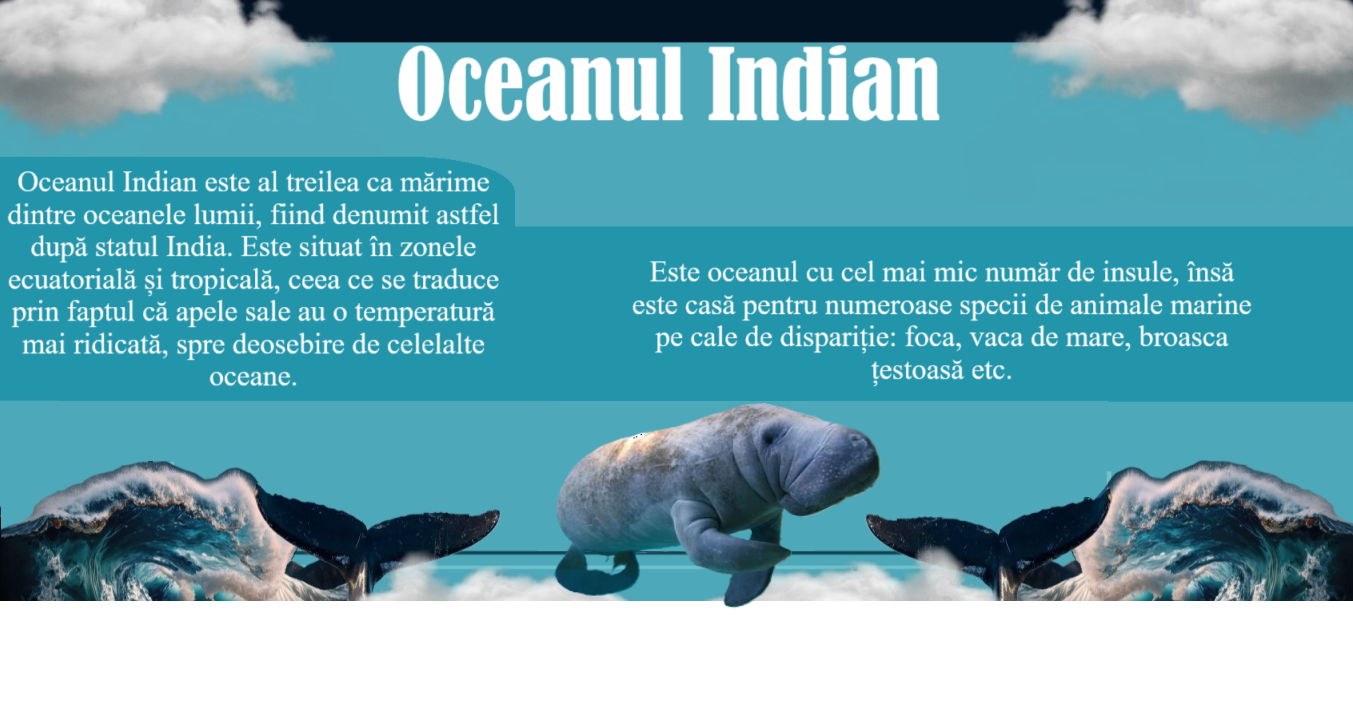 Oceanul Indian
Oceanul Indian este al treilea ca mărime
dintre oceanele lumii, fiind denumit astfel
după statul India. Este situat în zonele
ecuatorială și tropicală, ceea ce se traduce
prin faptul că apele sale au o temperatură
mai ridicată, spre deosebire de celelalte
oceane.
Este oceanul cu cel mai mic număr de insule, însă
este casă pentru numeroase specii de animale marine
pe cale de dispariție: foca, vaca de mare, broasca
țestoasă etc.